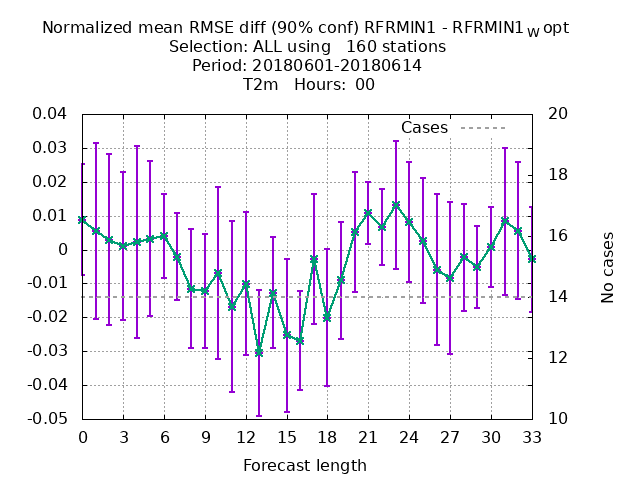 Normalized mean RMSE diff (90% conf) RFRMIN1 - RFRMIN1W opt
Selection: ALL using 160 stations
Period: 20180601-20180614
T2m Hours: 00
Cases
0.04
0.03
0.02
0.01
0
-0.01
-0.02
-0.03
-0.04
-0.05
20
18
16
14
12
10
No cases
0 3 6 9 12 15 18 21 24 27 30 33
Forecast length